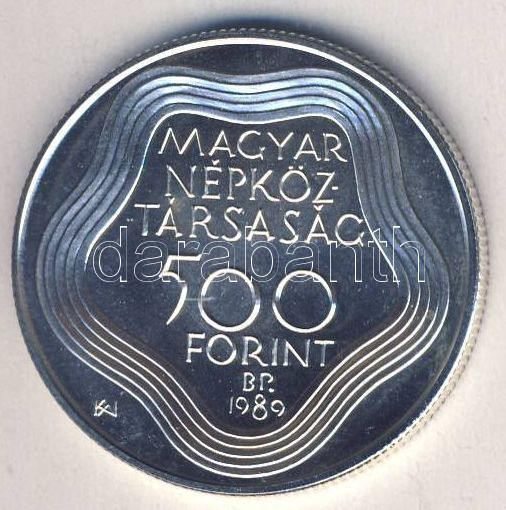 MAGYAR
NÉPKÖZ-
TÁRSASÁG
darabanth
500
FORINT
BP.
1989